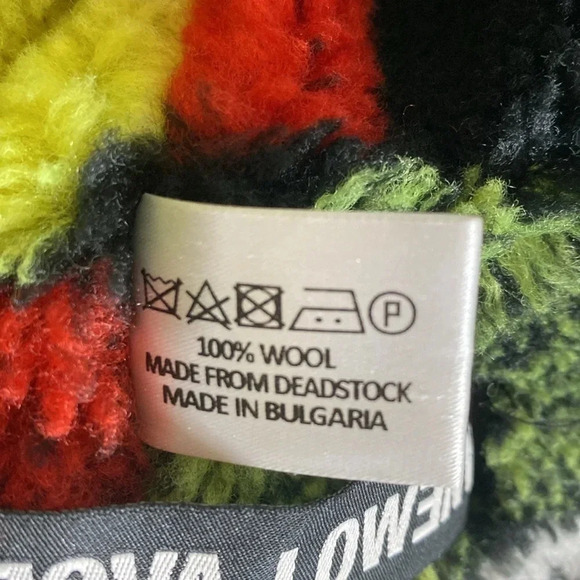 P
100% WOOL
MADE FROM DEADSTOCK
MADE IN BULGARIA